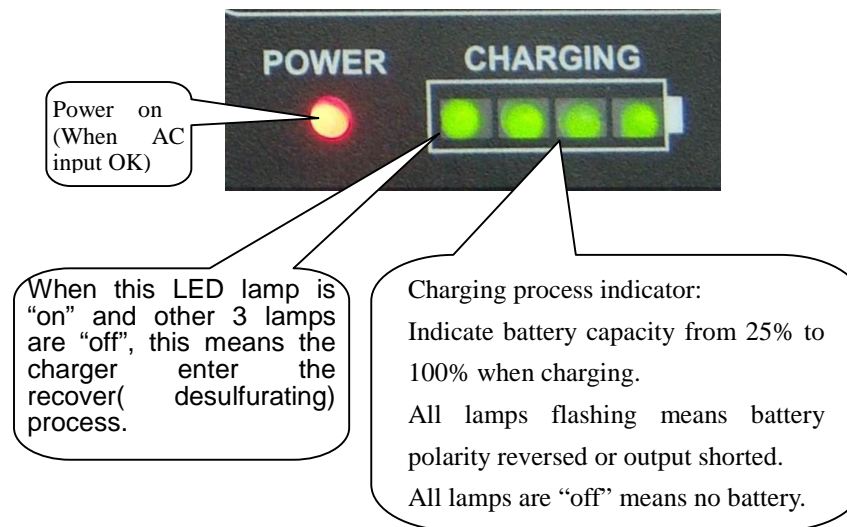 POWER CHARGING
Power on
(When AC
input OK)
When this LED lamp is
“on” and other 3 lamps
are “off”, this means the
charger enter the
recover( desulfurating)
process.
Charging process indicator:
Indicate battery capacity from 25% to
100% when charging.
All lamps flashing means battery
polarity reversed or output shorted.
All lamps are “off” means no battery.